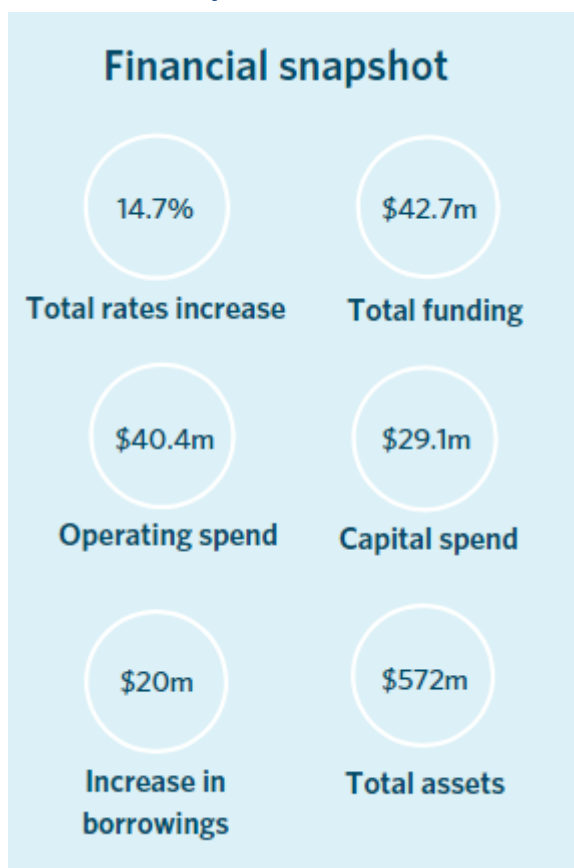 Financial snapshot
14.7%
Total rates increase
$42.7m
Total funding
$40.4m
Operating spend
$29.1m
Capital spend
$20m
Increase in
borrowings
$572m
Total assets